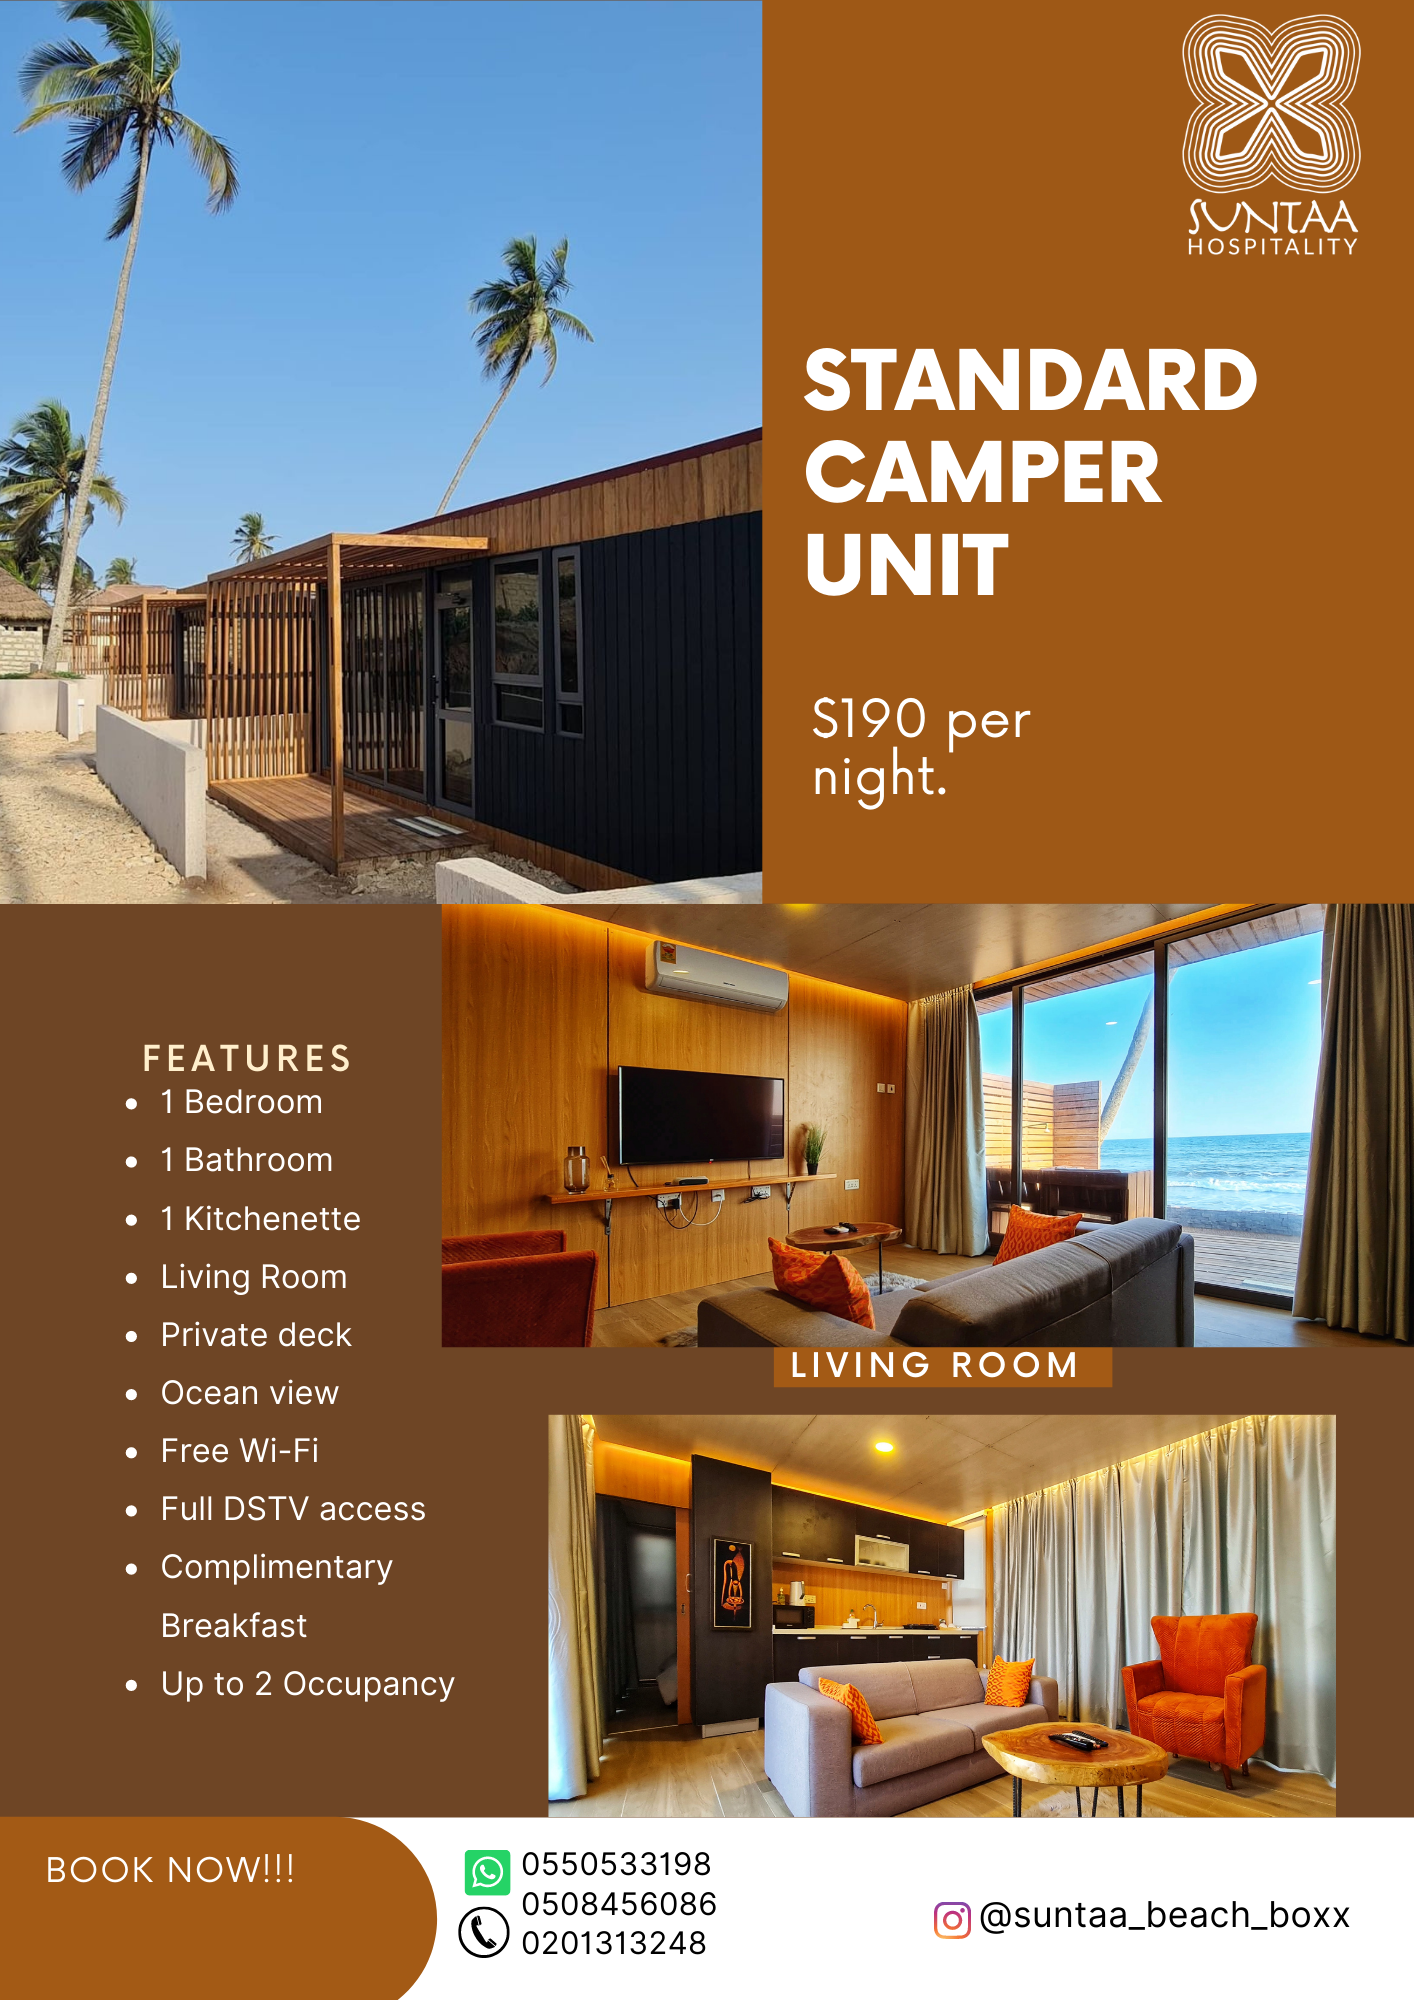 SUNTAA
HOSPITALITY
STANDARD
CAMPER
UNIT
$190 per
night.
FEATURES
• 1 Bedroom
• 1 Bathroom
• 1 Kitchenette
• Living Room
• Private deck
• Ocean view
• Free Wi-Fi
• Full DSTV access
• Complimentary
Breakfast
• Up to 2 Occupancy
LIVING ROOM
BOOK NOW!!!
0550533198
0508456086
0201313248
@suntaa_beach_boxx